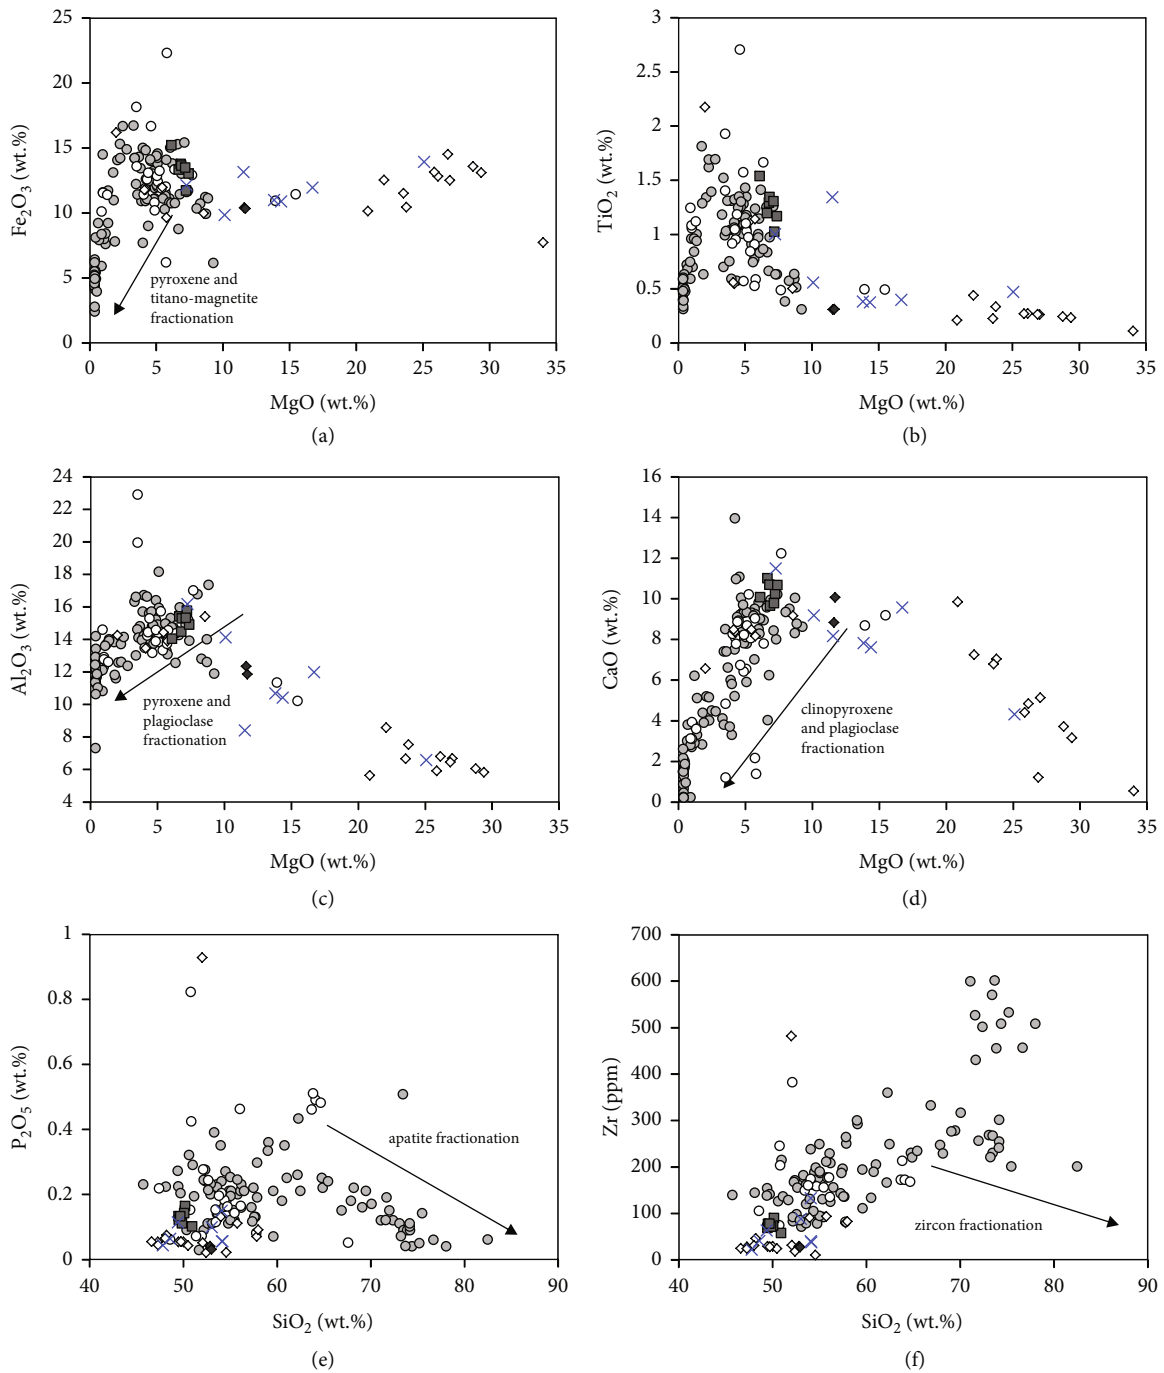 25
20
15
10
5
0
Fe2O3 (wt.%)
pyroxene and
titano-magnetite
fractionation
0 5 10 15 20 25 30 35
MgO (wt.%)
(a)
3
2.5
2
1.5
1
0.5
0
TiO2 (wt.%)
0 5 10 15 20 25 30 35
MgO (wt.%)
(b)
24
22
20
18
16
14
12
10
8
6
4
Al2O3 (wt.%)
pyroxene and
plagioclase
fractionation
0 5 10 15 20 25 30 35
MgO (wt.%)
(c)
16
14
12
10
8
6
4
2
0
CaO (wt.%)
clinopyroxene
and plagioclase
fractionation
0 5 10 15 20 25 30 35
MgO (wt.%)
(d)
1
0.8
0.6
0.4
0.2
0
P2O5 (wt.%)
apatite fractionation
40 50 60 70 80 90
SiO2 (wt.%)
(e)
700
600
500
400
300
200
100
0
Zr (ppm)
zircon fractionation
40 50 60 70 80 90
SiO2 (wt.%)
(f)